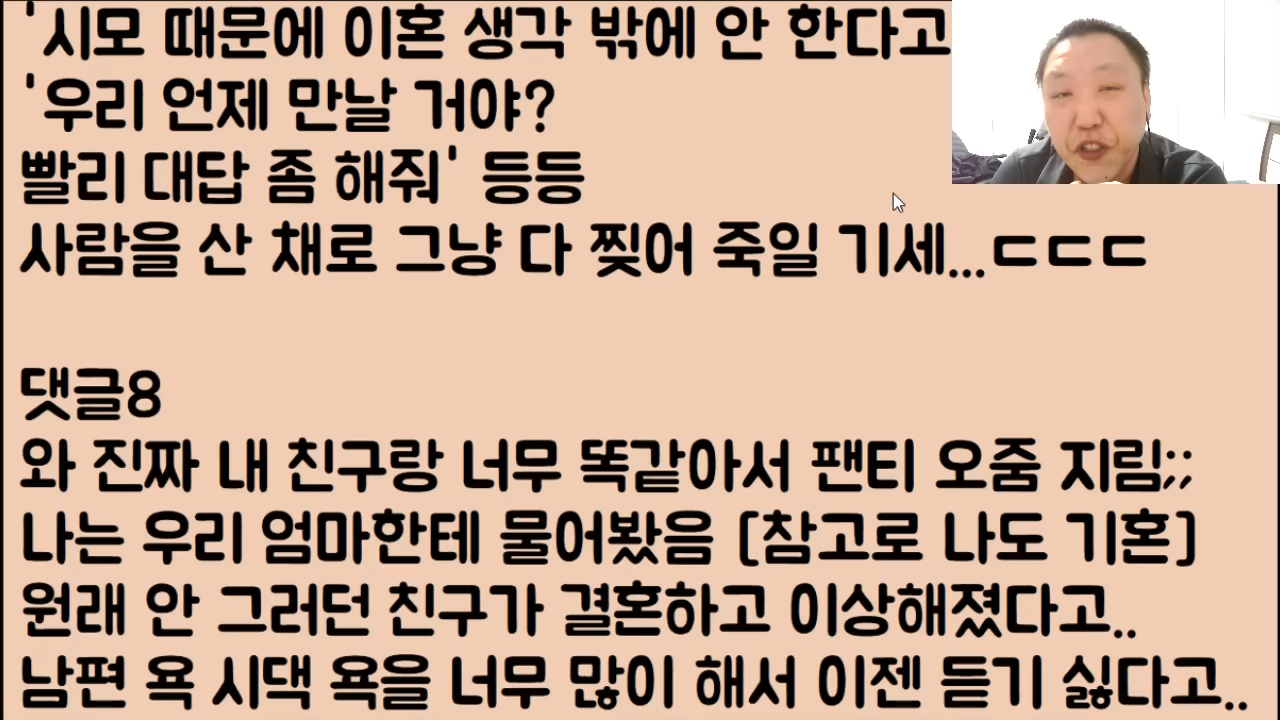 '시모 때문에 이혼 생각 밖에 안 한다고
'우리 언제 만날 거야?
빨리 대답 좀 해줘' 등등
사람을 산 채로 그냥 다 찢어 죽일 기세...ㄷㄷㄷ
댓글8
와 진짜 내 친구랑 너무 똑같아서 팬티 오줌 지림;;
나는 우리 엄마한테 물어봤음 [참고로 나도 기혼]
원래 안 그러던 친구가 결혼하고 이상해졌다고..
남편 욕 시댁 욕을 너무 많이 해서 이젠 듣기 싫다고..